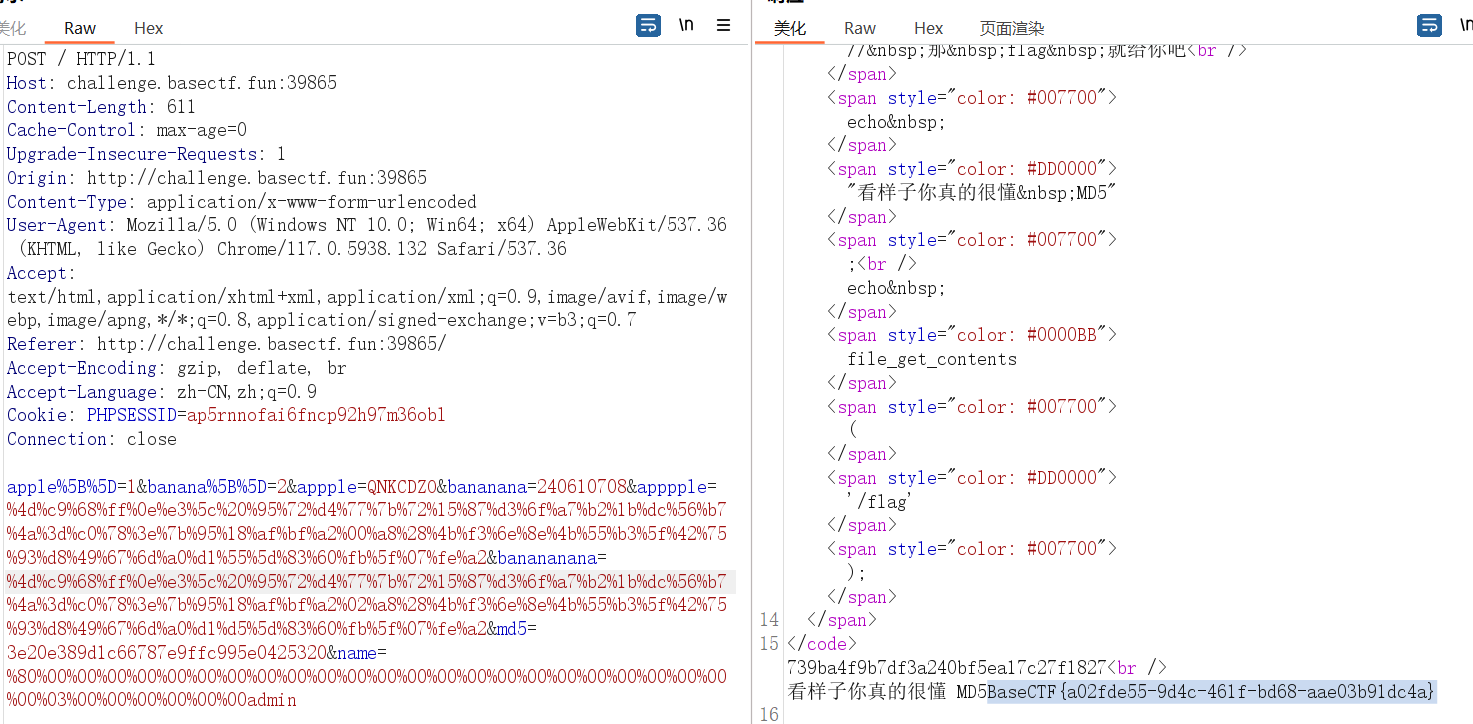 美化 Raw Hex \n
POST / HTTP/1.1
Host: challenge.basectf.fun:39865
Content-Length: 611
Cache-Control: max-age=0
Upgrade-Insecure-Requests: 1
Origin: http://challenge.basectf.fun:39865
Content-Type: application/x-www-form-urlencoded
User-Agent: Mozilla/5.0 (Windows NT 10.0; Win64; x64) AppleWebKit/537.36
(KHTML, like Gecko) Chrome/117.0.5938.132 Safari/537.36
Accept:
text/html,application/xhtml+xml,application/xml;q=0.9,image/avif,image/w
ebp,image/apng,*/*;q=0.8,application/signed-exchange;v=b3;q=0.7
Referer: http://challenge.basectf.fun:39865/
Accept-Encoding: gzip, deflate, br
Accept-Language: zh-CN,zh;q=0.9
Cookie: PHPSESSID=ap5rnnofai6fncp92h97m36obl
Connection: close
apple%5B%5D=1&banana%5B%5D=2&appple=QNKCDZO&bananana=240610708&apppple=
%4d%c9%68%ff%0e%e3%5c%20%95%72%d4%77%7b%72%15%87%d3%6f%a7%b2%1b%dc%56%b7
%4a%3d%c0%78%3e%7b%95%18%af%bf%a2%00%a8%28%4b%f3%6e%8e%4b%55%b3%5f%42%75
%93%d8%49%67%6d%a0%d1%55%5d%83%60%fb%5f%07%fe%a2&banananana=
%4d%c9%68%ff%0e%e3%5c%20%95%72%d4%77%7b%72%15%87%d3%6f%a7%b2%1b%dc%56%b7
%4a%3d%c0%78%3e%7b%95%18%af%bf%a2%02%a8%28%4b%f3%6e%8e%4b%55%b3%5f%42%75
%93%d8%49%67%6d%a0%d1%d5%5d%83%60%fb%5f%07%fe%a2&md5=
3e20e389d1c66787e9ffc995e0425320&name=
%80%00%00%00%00%00%00%00%00%00%00%00%00%00%00%00%00%00%00%00%00%00%00%00
%00%03%00%00%00%00%00%00admin
美化 Raw Hex 页面渲染 \n
//&nbsp;那&nbsp;flag&nbsp;就给你吧<br />
</span>
<span style="color: #007700">
echo&nbsp;
</span>
<span style="color: #DD0000">
"看样子你真的很懂&nbsp;MD5"
</span>
<span style="color: #007700">
;<br />
echo&nbsp;
</span>
<span style="color: #0000BB">
file_get_contents
</span>
<span style="color: #007700">
(
</span>
<span style="color: #DD0000">
'/flag'
</span>
<span style="color: #007700">
);
</span>
14 </span>
15 </code>
739ba4f9b7df3a240bf5ea17c27f1827<br />
看样子你真的很懂 MD5BaseCTF{a02fde55-9d4c-461f-bd68-aae03b91dc4a}
16